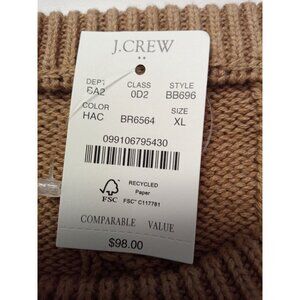 J.CREW
**
DEPT CLASS STYLE
BA2 0D2 BB696
COLOR SIZE
HAC BR6564 XL
099106795430
FSC
RECYCLED
Paper
FSC® C117781
COMPARABLE VALUE
$98.00